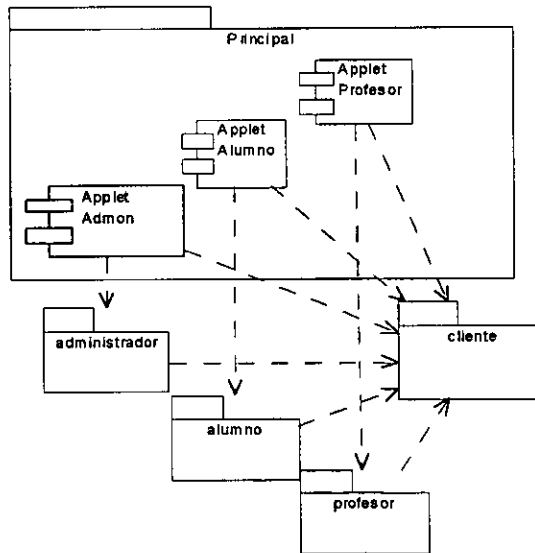 Principal
Applet
Profesor
Applet
Alumno
Applet
Admon
administrador
cliente
alumno
profesor